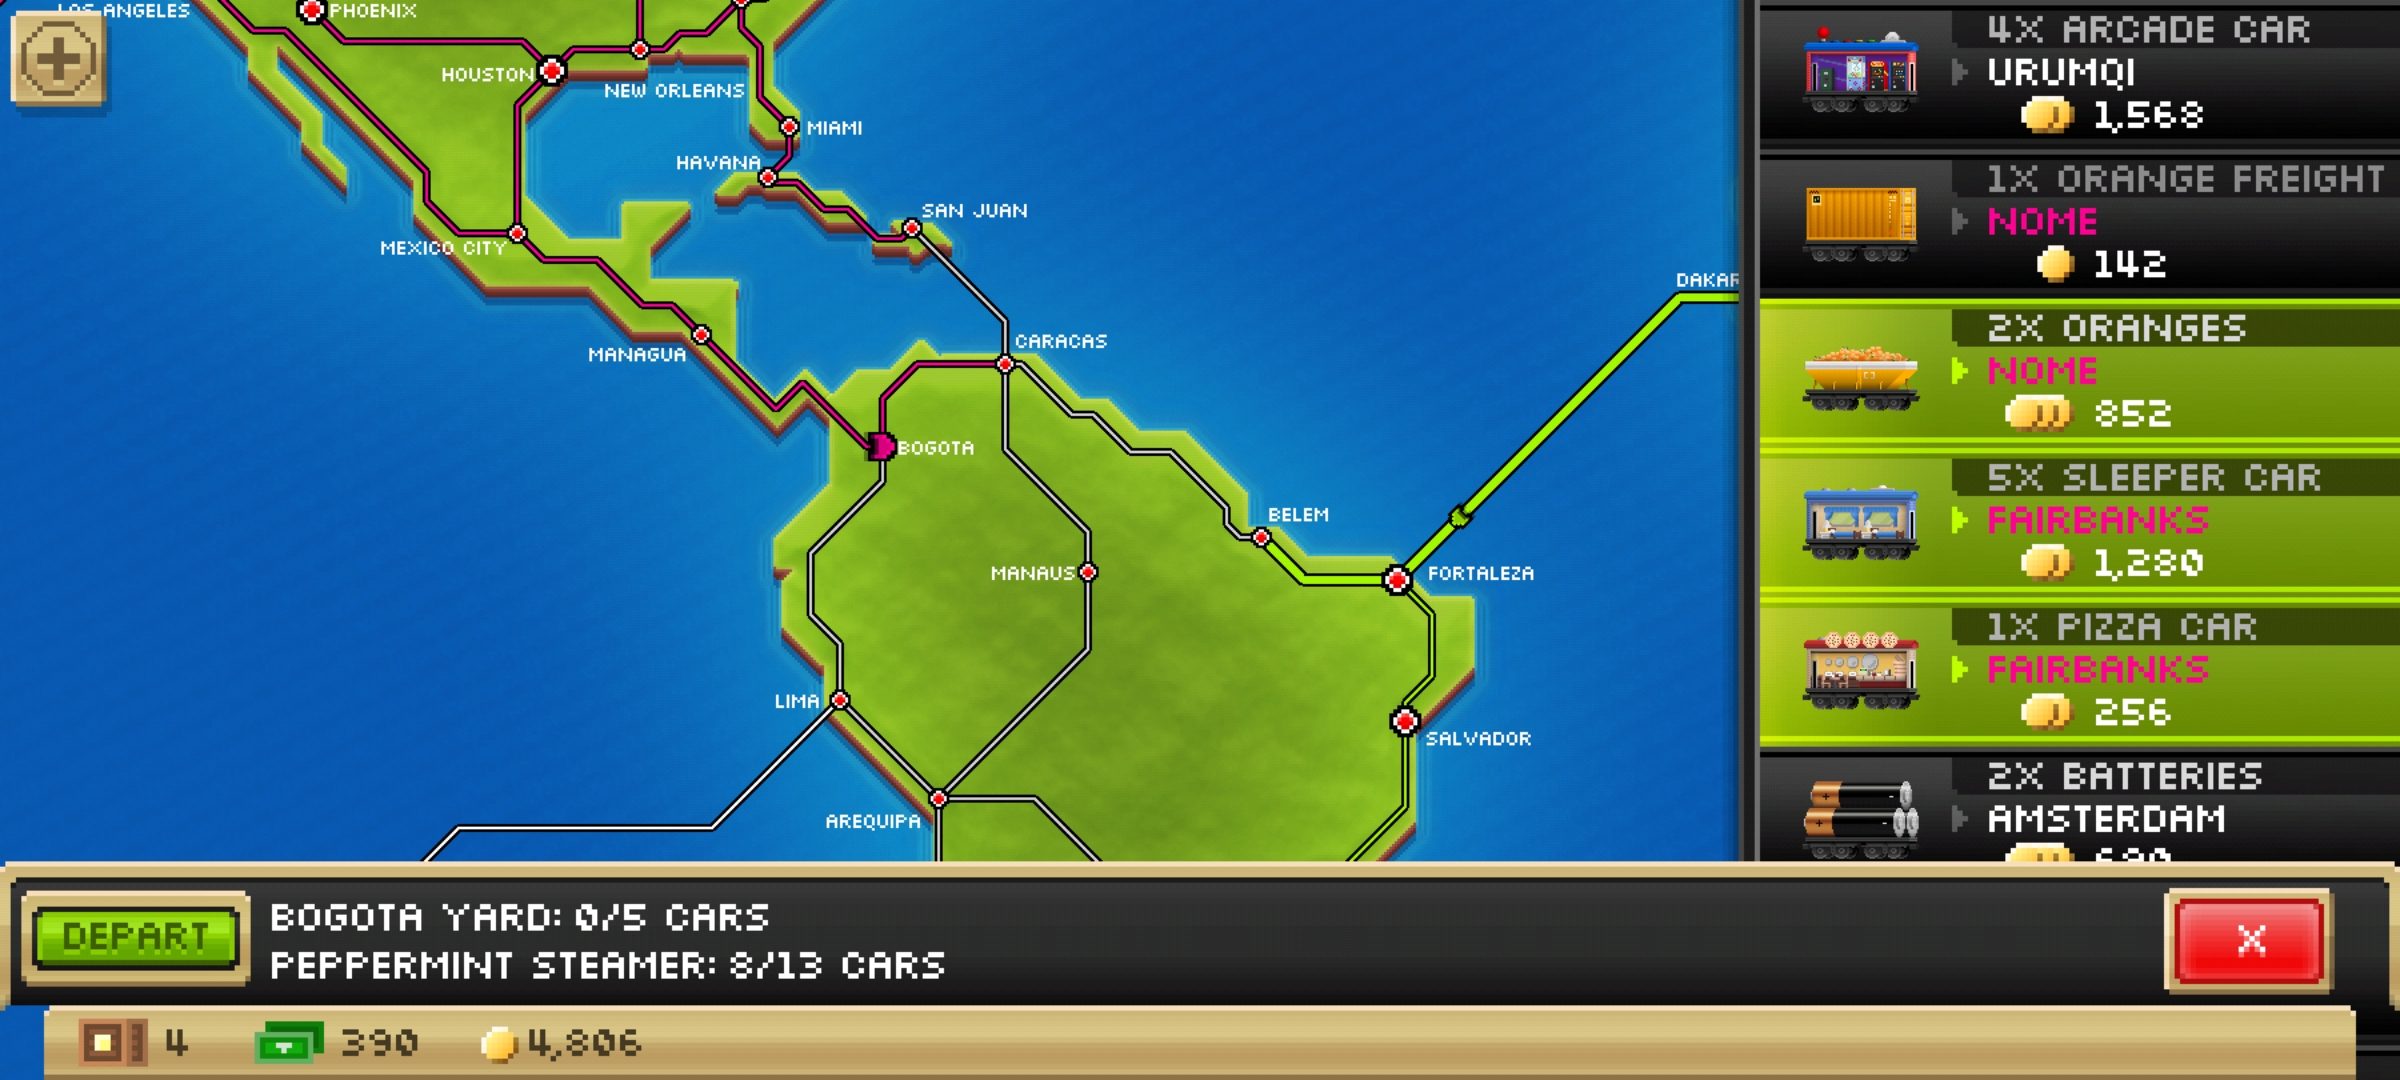 LOS ANGELES
PHOENIX
HOUSTON
NEW ORLEANS
MIAMI
HAVANA
SAN JUAN
MEXICO CITY
DAKAR
MANAGUA
CARACAS
BOGOTA
BELEM
MANAUS
FORTALEZA
LIMA
SALVADOR
AREQUIPA
4X ARCADE CAR
URUMQI
1,568
1X ORANGE FREIGHT
NOME
142
2X ORANGES
NOME
852
5X SLEEPER CAR
FAIRBANKS
1,280
1X PIZZA CAR
FAIRBANKS
256
2X BATTERIES
AMSTERDAM
DEPART
BOGOTA YARD: 0/5 CARS
PEPPERMINT STEAMER: 8/13 CARS
X
4
390
4,806